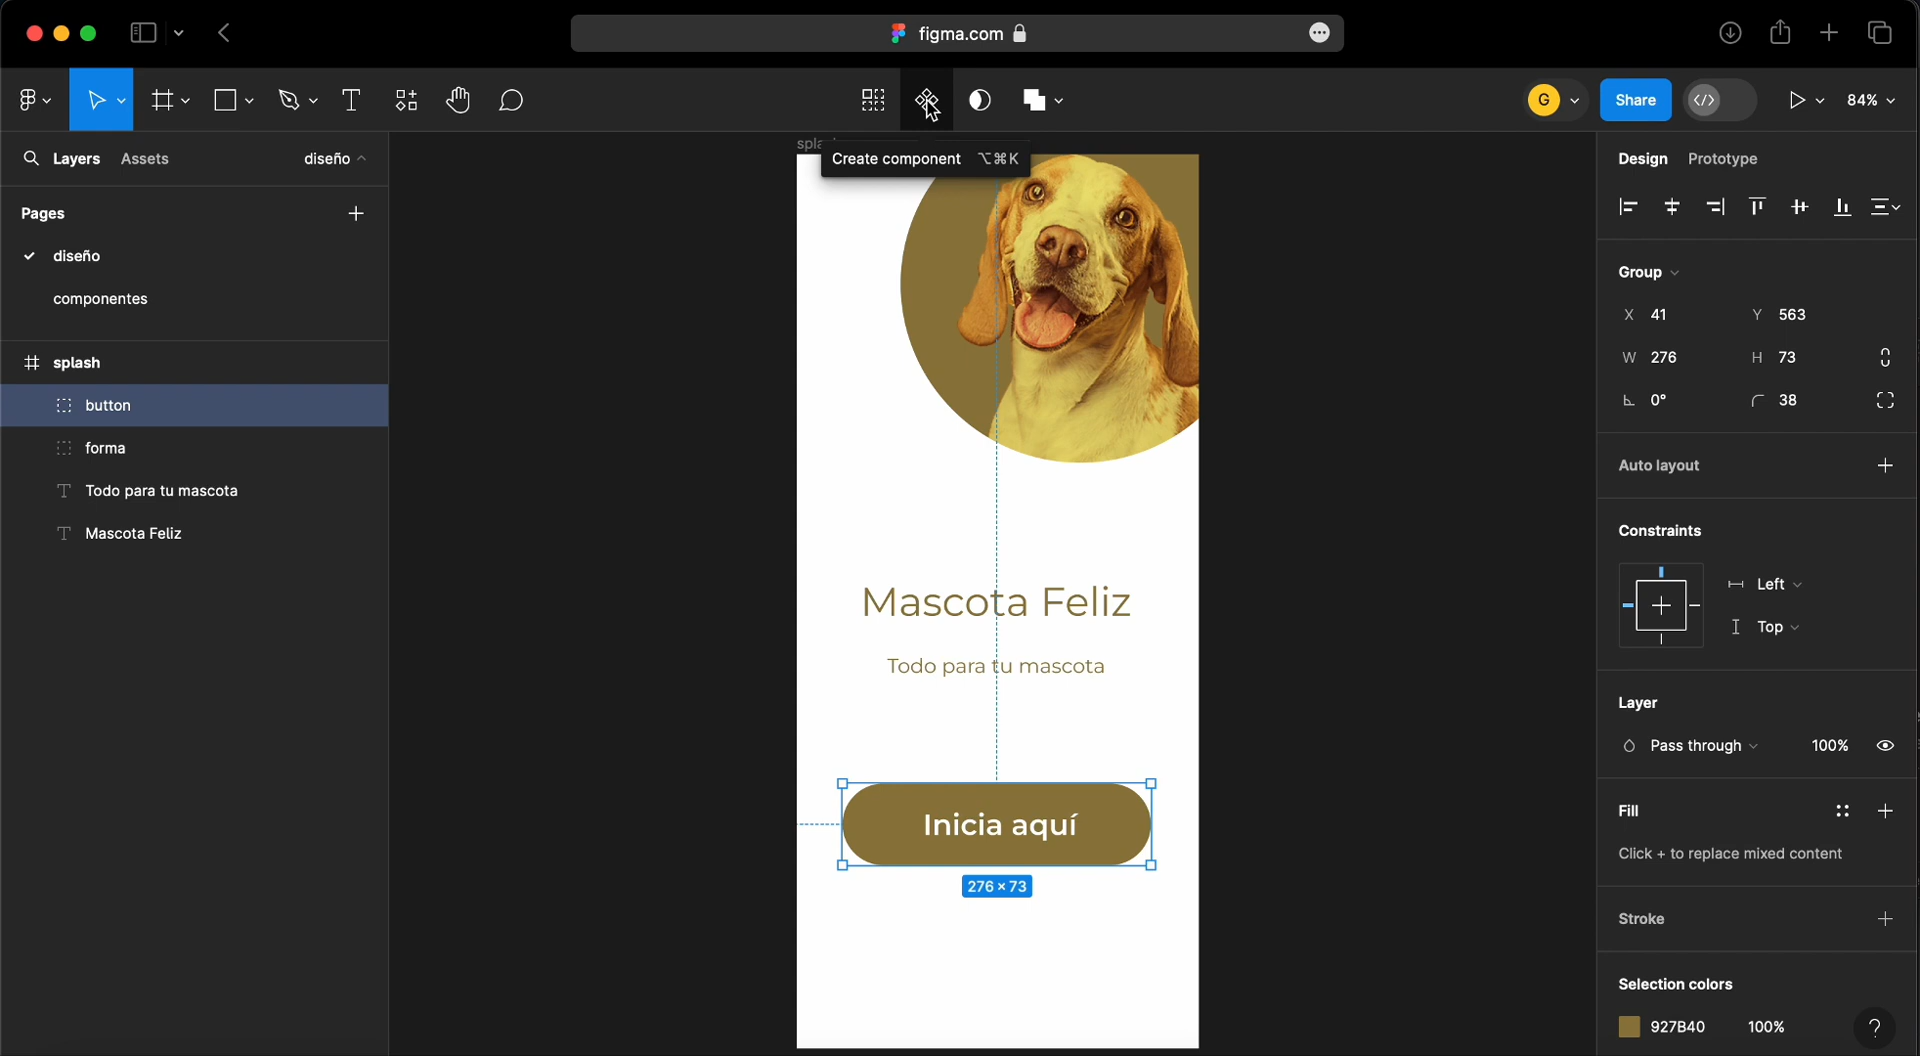 figma.com
G
Share
84%
Layers
Assets
diseño
Pages
diseño
componentes
splash
button
forma
Todo para tu mascota
Mascota Feliz
Create component ⌥⌘K
Mascota Feliz
Todo para tu mascota
Inicia aquí
276 × 73
Design
Prototype
Group
X 41
Y 563
W 276
H 73
0°
38
Auto layout
Constraints
Left
Top
Layer
Pass through
100%
Fill
Click + to replace mixed content
Stroke
Selection colors
927B40
100%
?